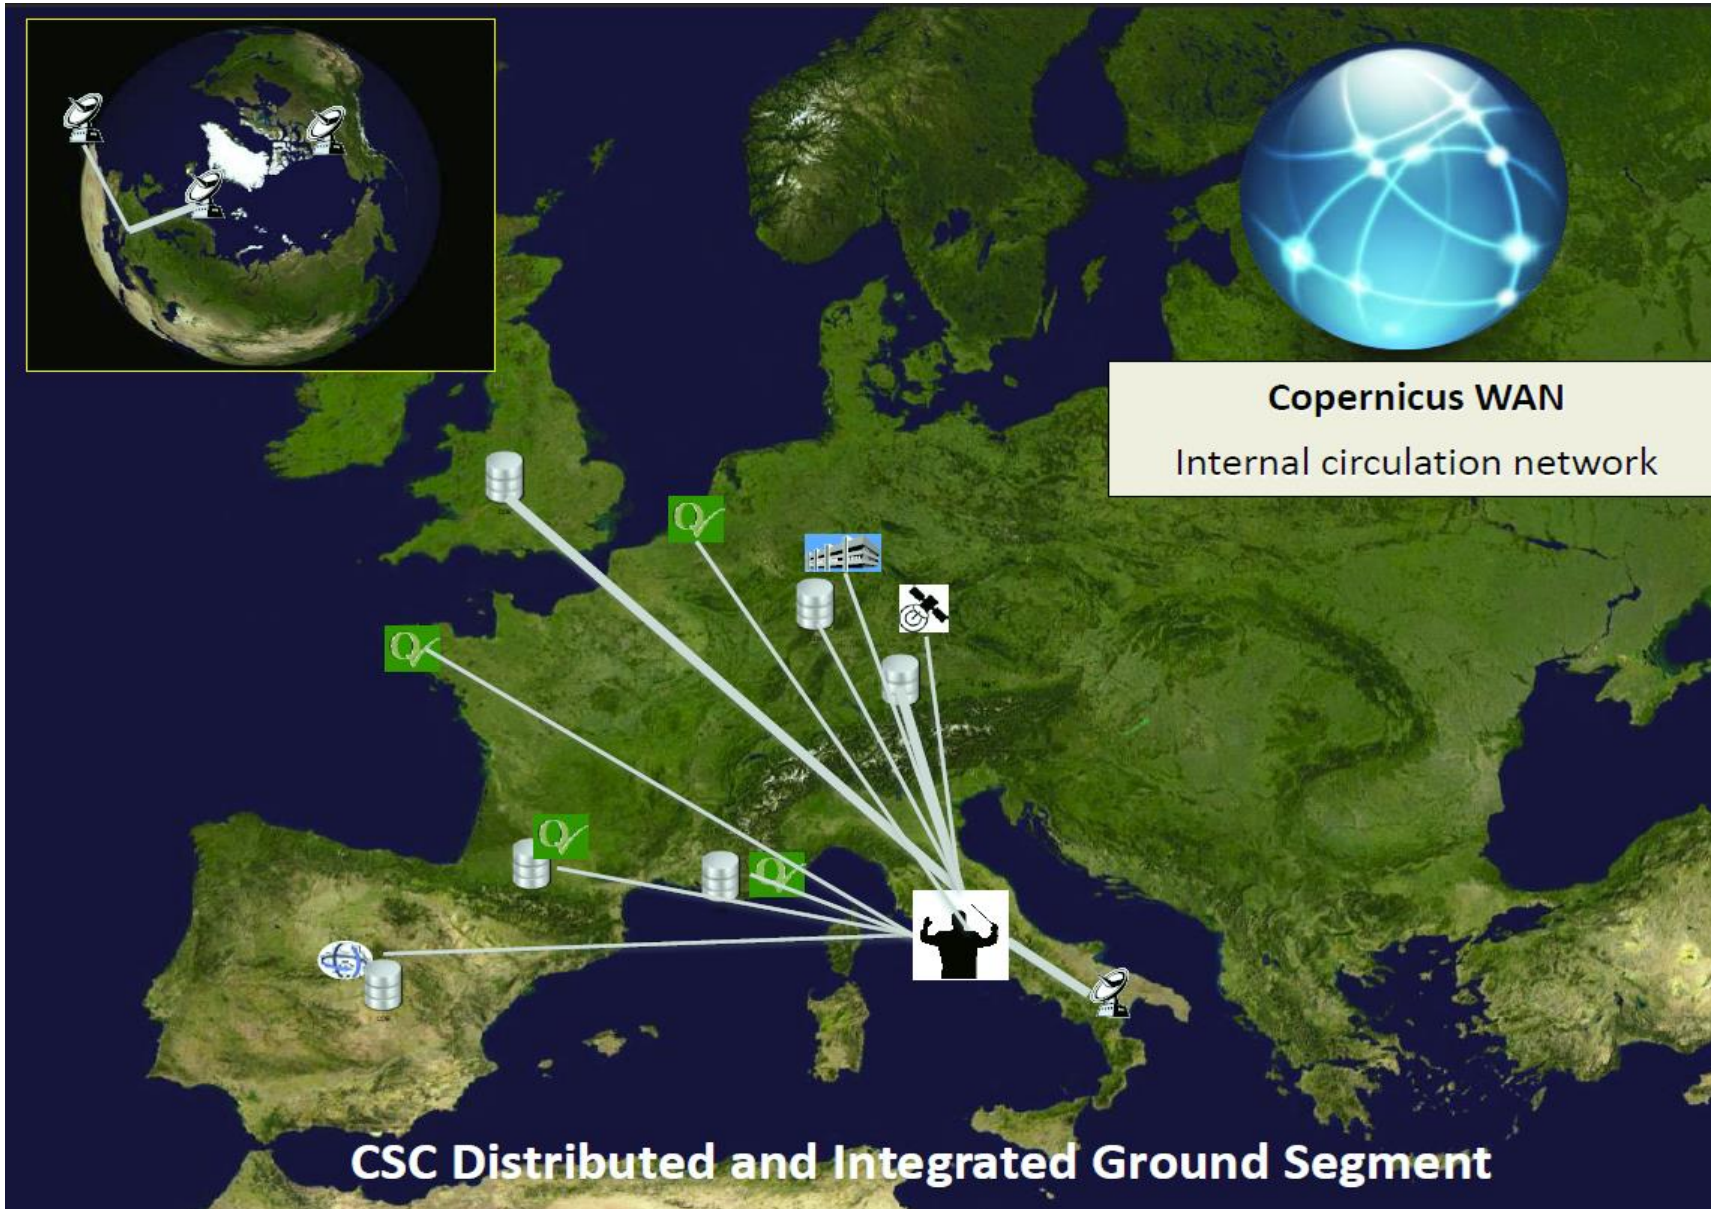 Copernicus WAN
Internal circulation network
Q
Q
Q
Q
CSC Distributed and Integrated Ground Segment